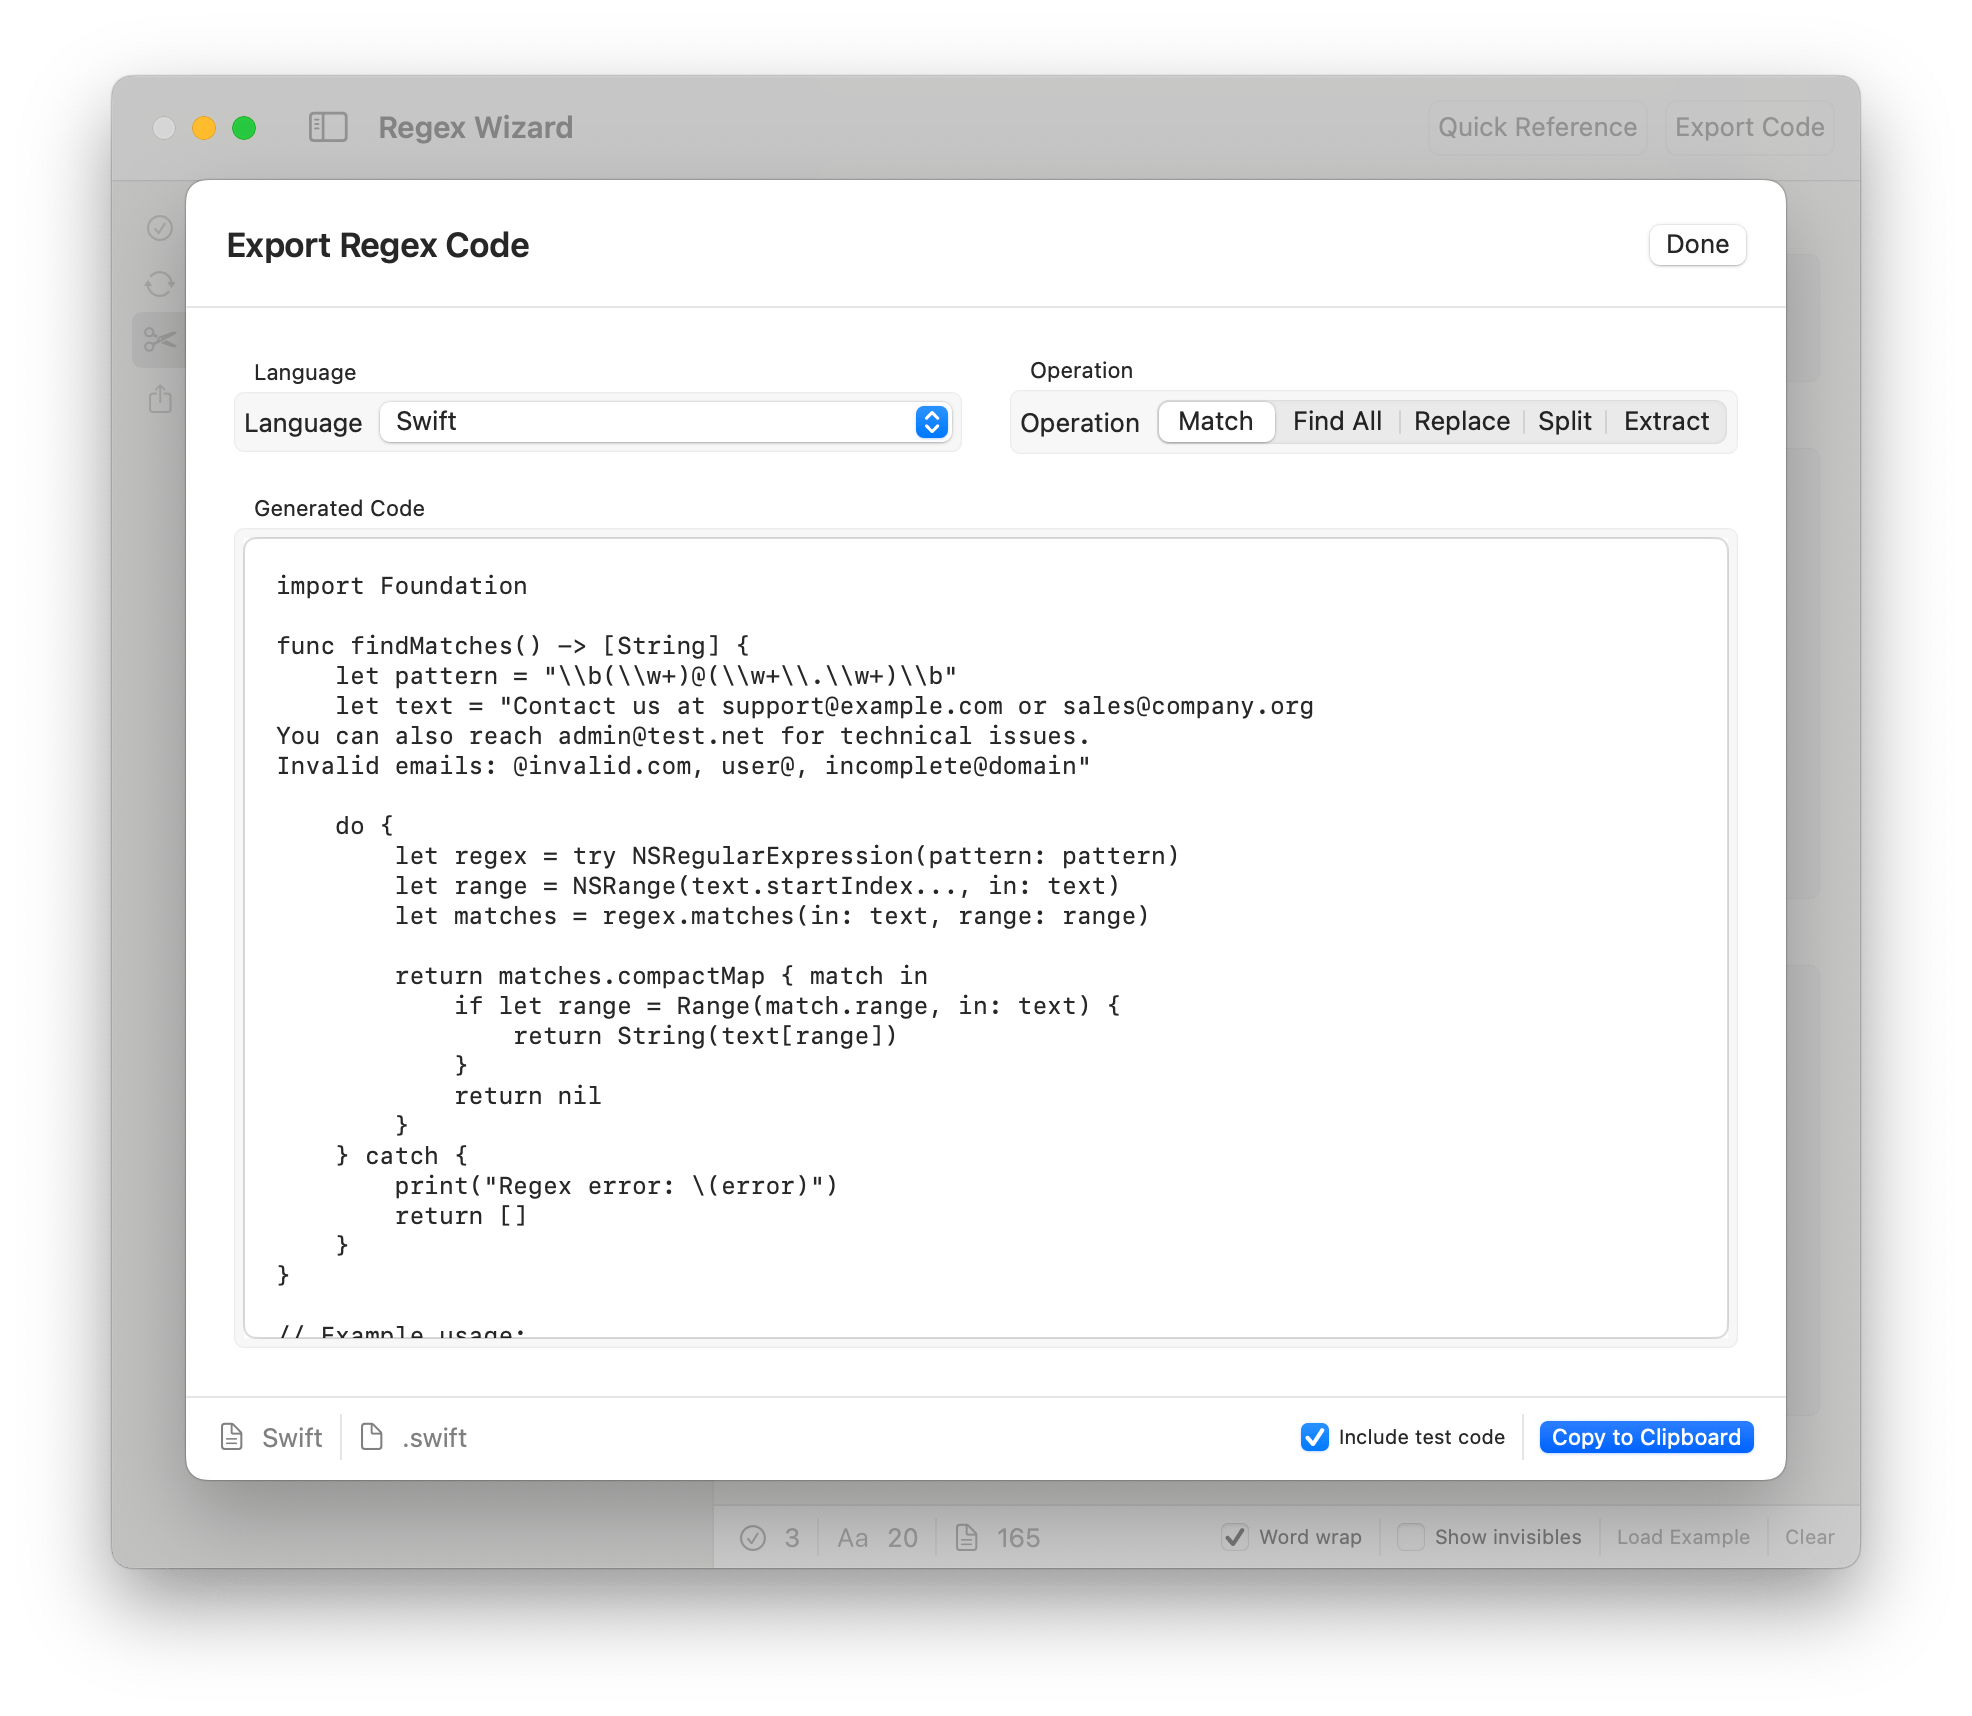 Regex Wizard
Quick Reference
Export Code
Export Regex Code
Done
Language
Operation
Language
Swift
Operation
Match
Find All
Replace
Split
Extract
Generated Code
import Foundation
func findMatches() -> [String] {
    let pattern = "\\b(\\w+)@(\\w+\\.\\w+)\\b"
    let text = "Contact us at support@example.com or sales@company.org
You can also reach admin@test.net for technical issues.
Invalid emails: @invalid.com, user@, incomplete@domain"
    do {
        let regex = try NSRegularExpression(pattern: pattern)
        let range = NSRange(text.startIndex..., in: text)
        let matches = regex.matches(in: text, range: range)
        return matches.compactMap { match in
            if let range = Range(match.range, in: text) {
                return String(text[range])
            }
            return nil
        }
    } catch {
        print("Regex error: \(error)")
        return []
    }
}
// Example usage:
Swift
.swift
Include test code
Copy to Clipboard
3
Aa 20
165
Word wrap
Show invisibles
Load Example
Clear